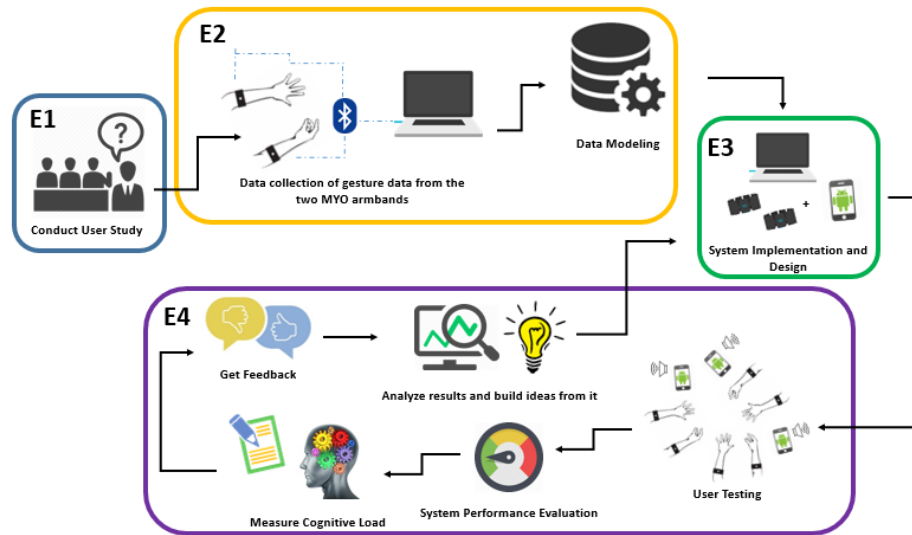 E1
?
Conduct User Study
E2
Data collection of gesture data from the
two MYO armbands
Data Modeling
E3
+
System Implementation and
Design
E4
Get Feedback
Analyze results and build ideas from it
User Testing
System Performance Evaluation
Measure Cognitive Load